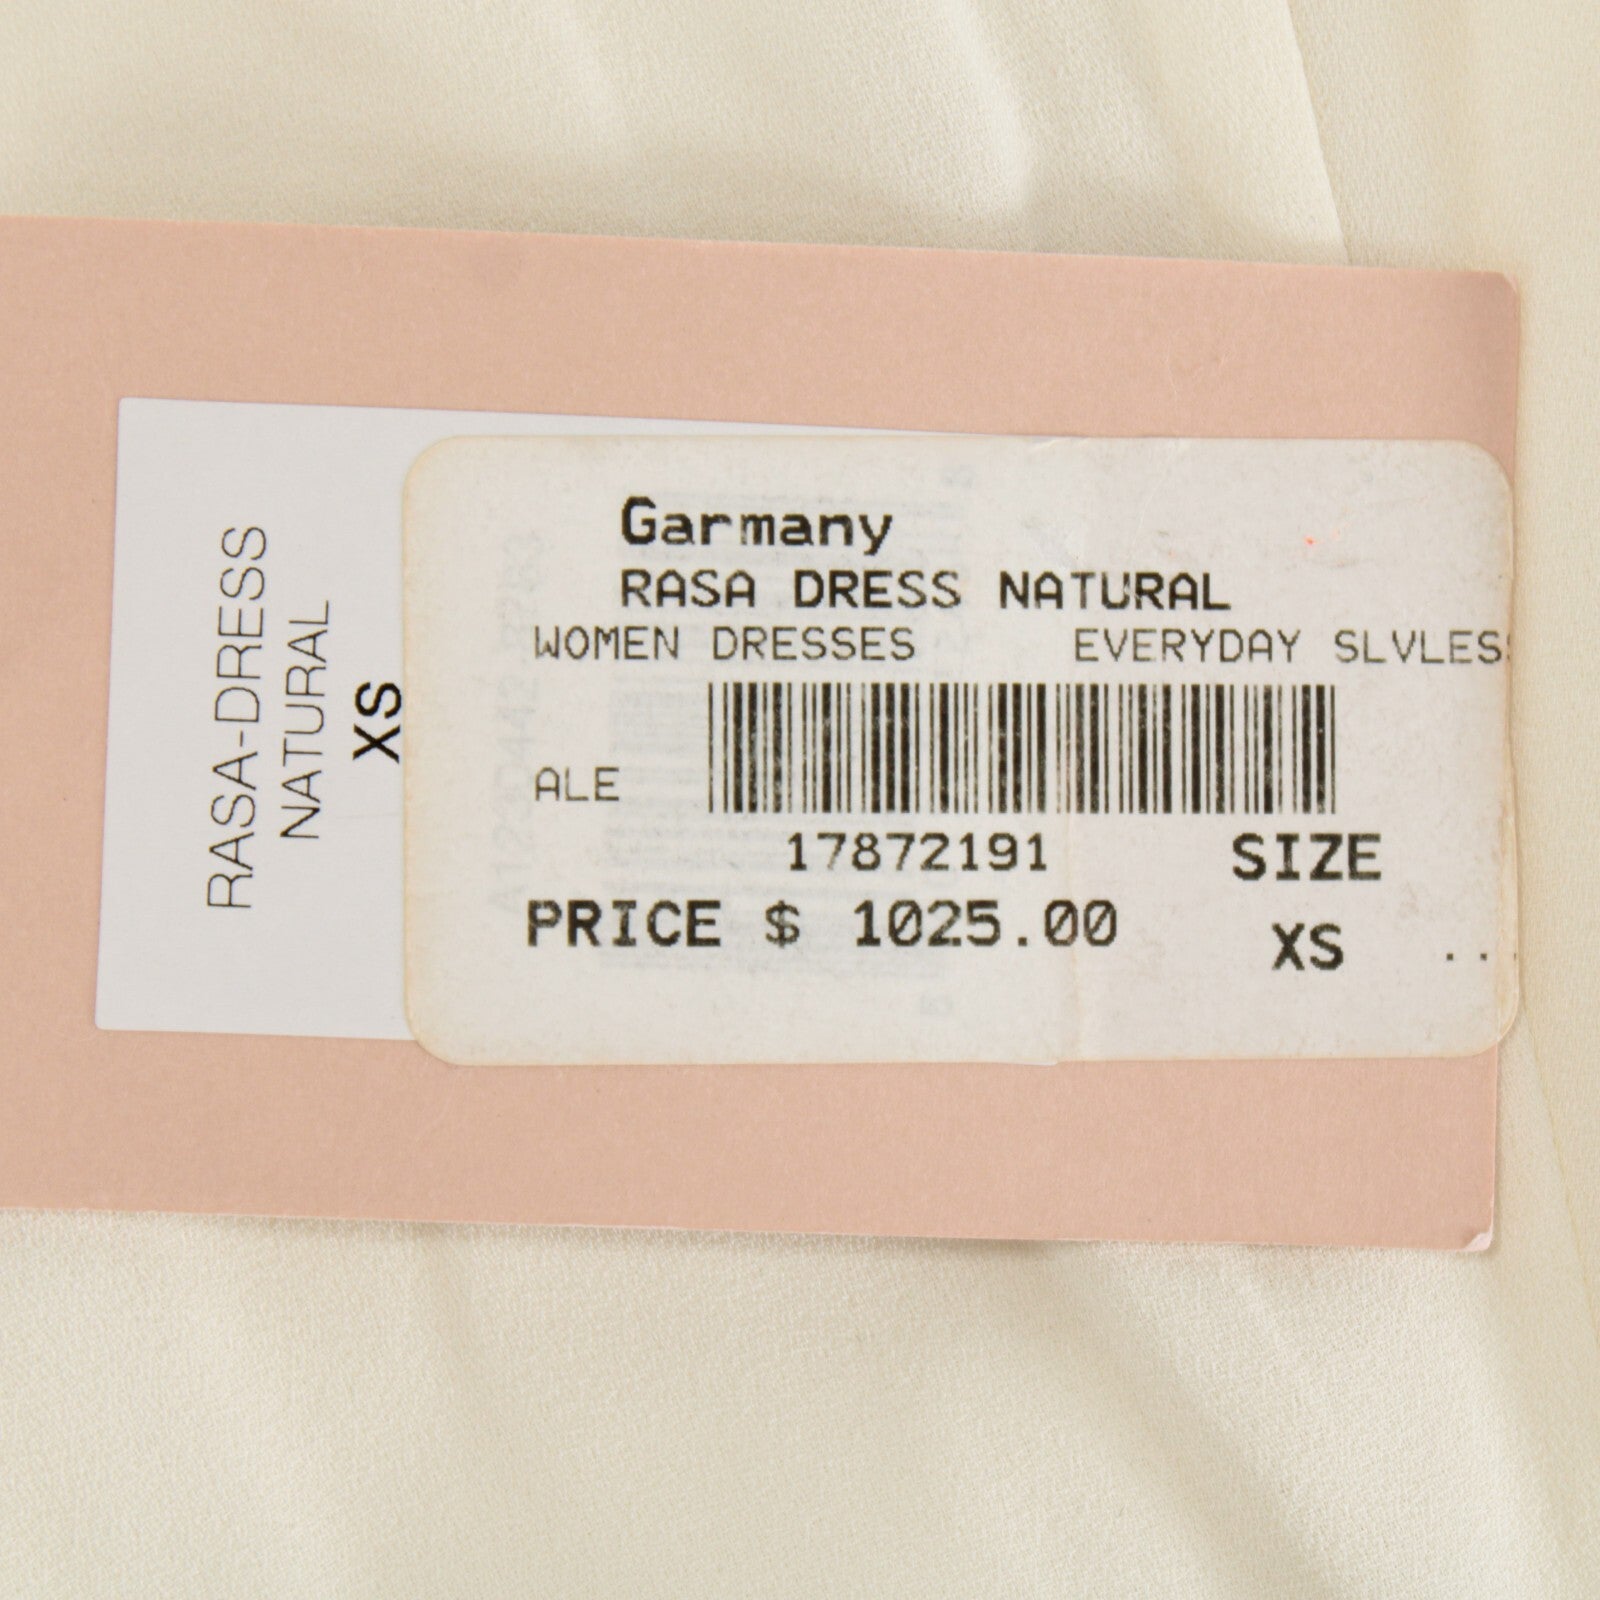 RASA-DRESS
NATURAL
XS
Garmany
RASA DRESS NATURAL
WOMEN DRESSES EVERYDAY SLVLESS
ALE
17872191 SIZE
PRICE $ 1025.00 XS ...